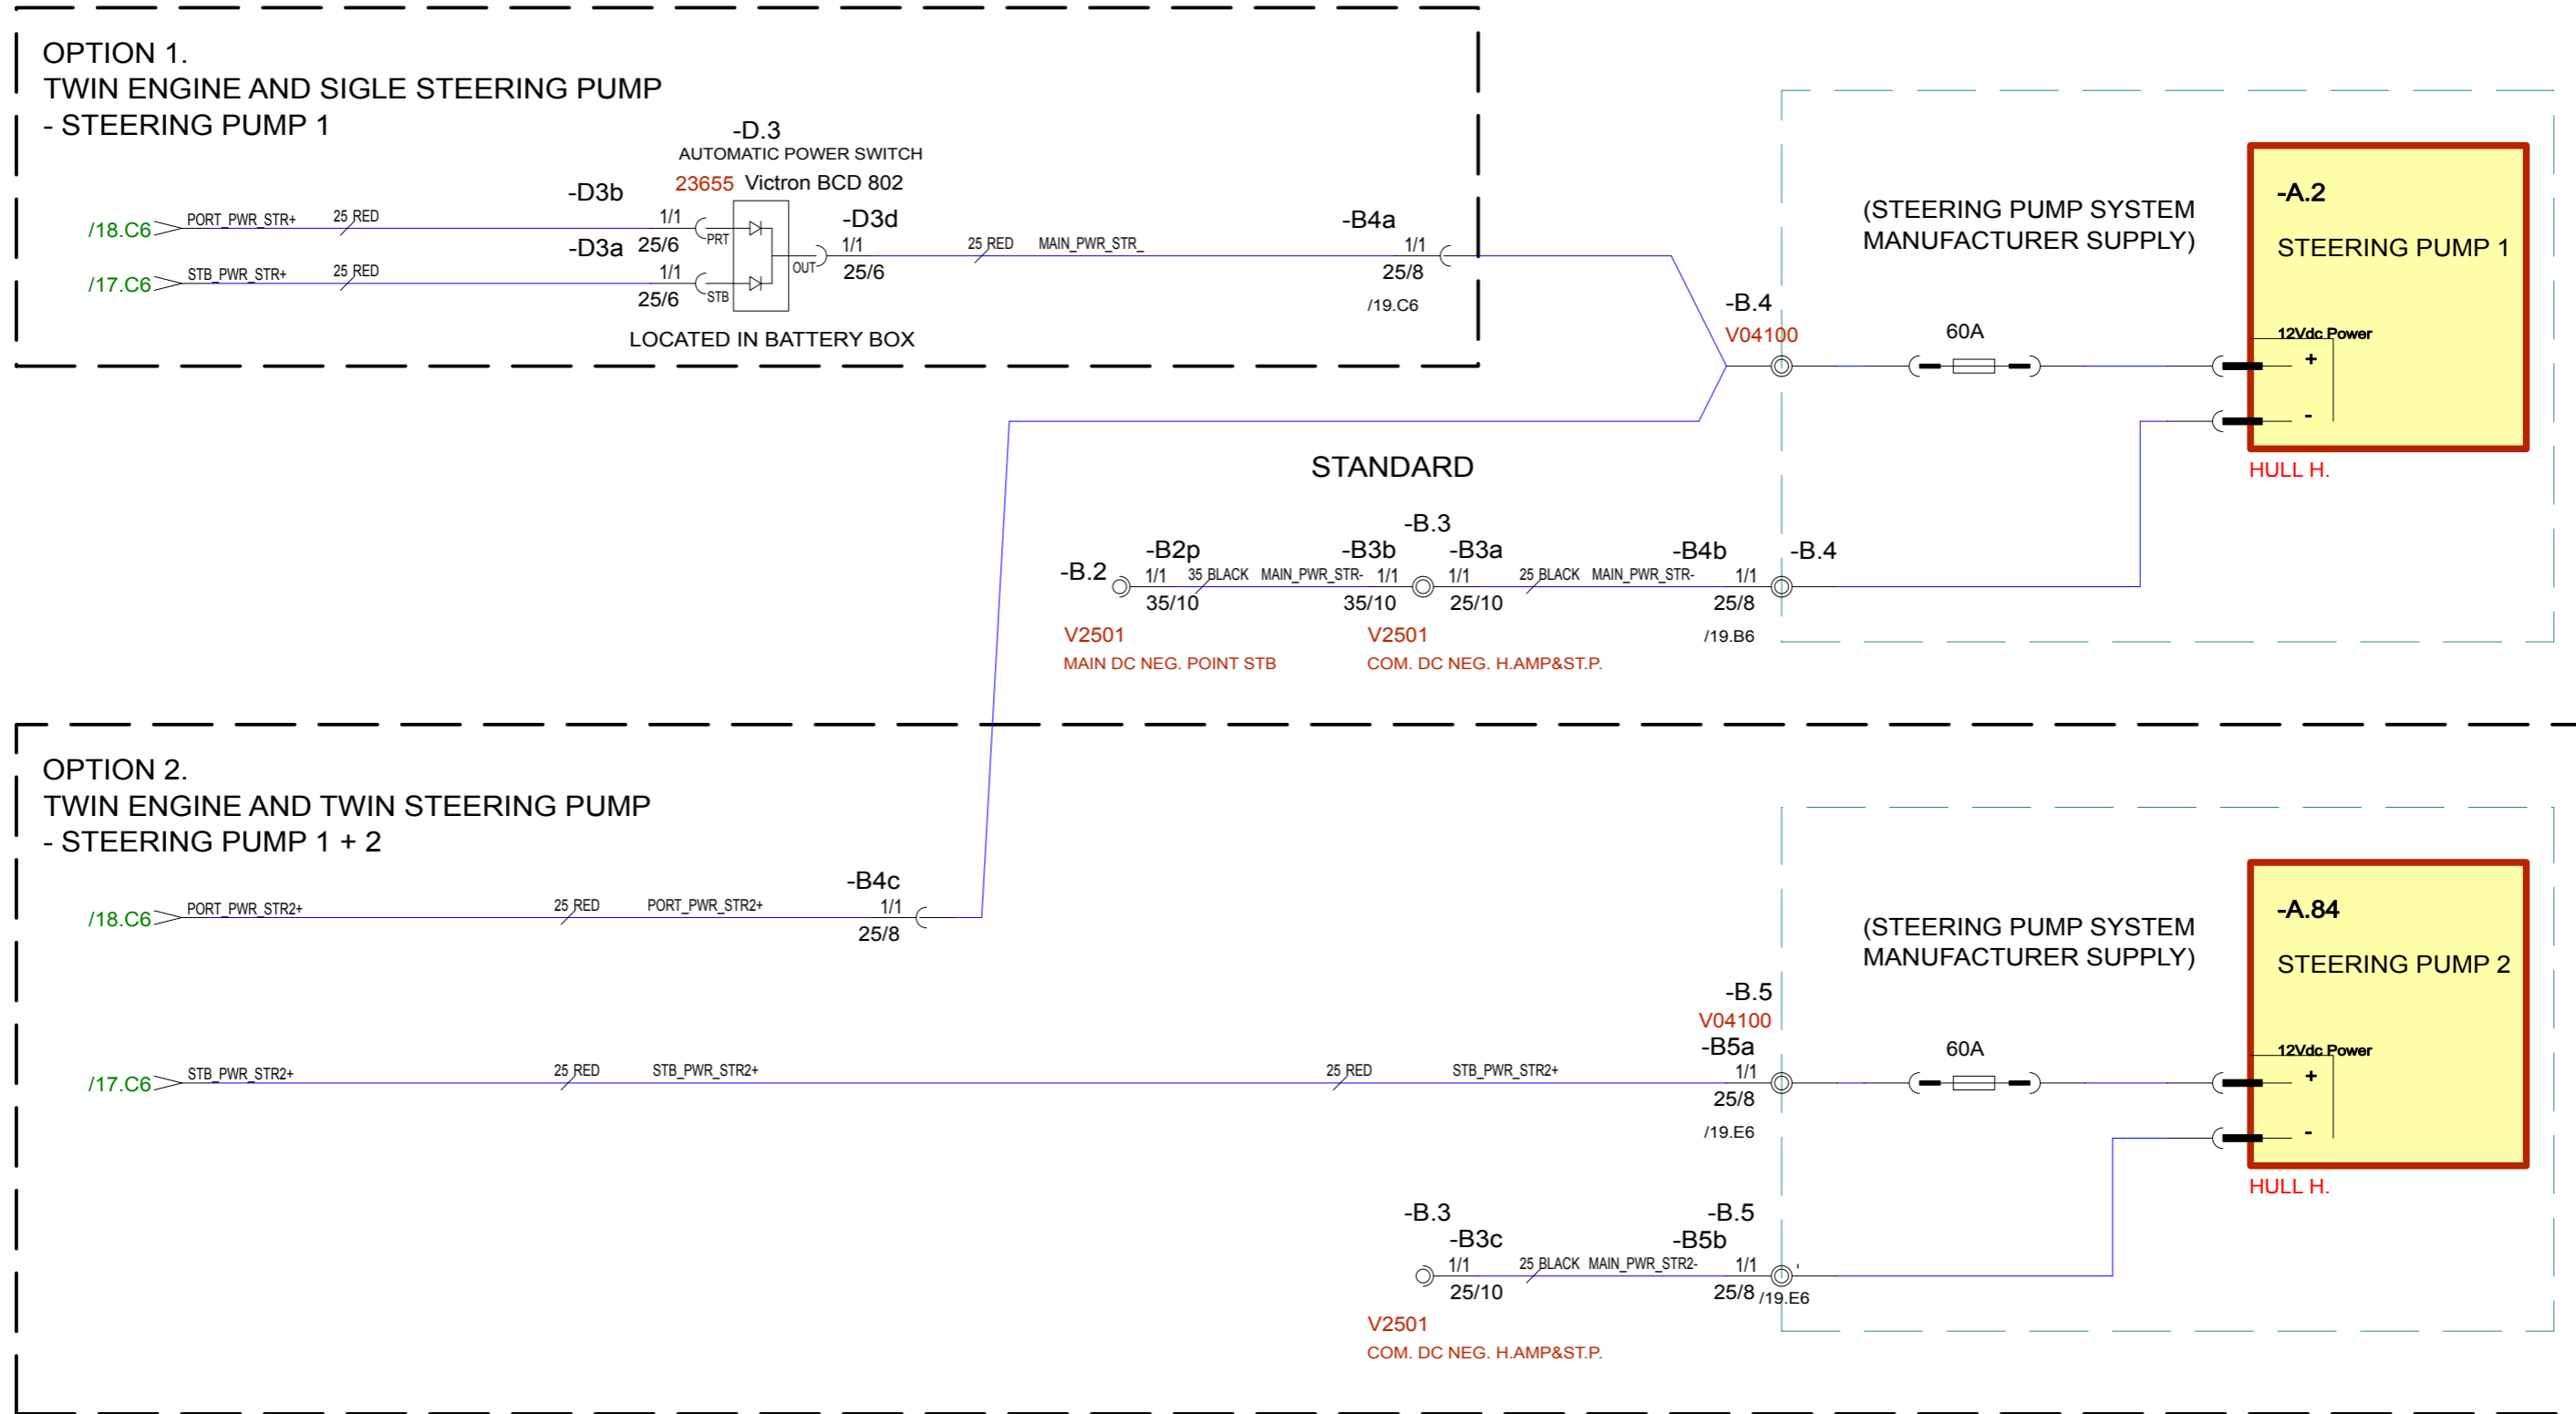 OPTION 1.
TWIN ENGINE AND SIGLE STEERING PUMP
- STEERING PUMP 1
-D.3
AUTOMATIC POWER SWITCH
23655 Victron BCD 802
-D3b
/18.C6 PORT_PWR_STR+ 25 RED 1/1 PRT
25/6
-D3a
/17.C6 STB_PWR_STR+ 25 RED 1/1 STB
25/6
OUT
-D3d
1/1 25 RED MAIN_PWR_STR_
25/6
-B4a
1/1
25/8
/19.C6
LOCATED IN BATTERY BOX
-B.4
V04100
(STEERING PUMP SYSTEM
MANUFACTURER SUPPLY)
60A
-A.2
STEERING PUMP 1
12Vdc Power
+
-
HULL H.
STANDARD
-B.3
-B2p -B3b -B3a -B4b -B.4
-B.2 1/1 35 BLACK MAIN_PWR_STR- 1/1 1/1 25 BLACK MAIN_PWR_STR- 1/1
35/10 35/10 25/10 25/8
V2501 V2501 /19.B6
MAIN DC NEG. POINT STB COM. DC NEG. H.AMP&ST.P.
OPTION 2.
TWIN ENGINE AND TWIN STEERING PUMP
- STEERING PUMP 1 + 2
-B4c
/18.C6 PORT_PWR_STR2+ 25 RED PORT_PWR_STR2+ 1/1
25/8
(STEERING PUMP SYSTEM
MANUFACTURER SUPPLY)
-A.84
STEERING PUMP 2
-B.5
V04100
-B5a
60A
12Vdc Power
/17.C6 STB_PWR_STR2+ 25 RED STB_PWR_STR2+ 25 RED STB_PWR_STR2+ 1/1
+
25/8
/19.E6
-
HULL H.
-B.3 -B.5
-B3c -B5b
1/1 25 BLACK MAIN_PWR_STR2- 1/1
25/10 25/8 /19.E6
V2501
COM. DC NEG. H.AMP&ST.P.